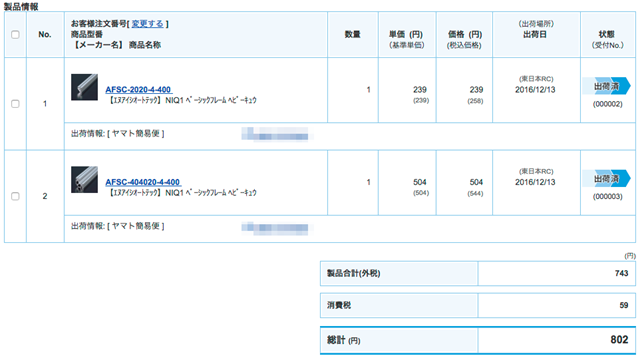 製品情報
No.
お客様注文番号[ 変更する ]
商品型番
【メーカー名】 商品名称
数量
単価 (円)
(基準単価)
価格 (円)
(税込価格)
(出荷場所)
出荷日
状態
(受付No.)
1
AFSC-2020-4-400
【エヌアイシオートテック】NIQ1 ﾍﾞｰｼｯｸﾌﾚｰﾑ ﾍﾋﾞｰｷｭｳ
1
239
(239)
239
(258)
(東日本RC)
2016/12/13
出荷済
(000002)
出荷情報: [ ヤマト簡易便 ]
2
AFSC-404020-4-400
【エヌアイシオートテック】NIQ1 ﾍﾞｰｼｯｸﾌﾚｰﾑ ﾍﾋﾞｰｷｭｳ
1
504
(504)
504
(544)
(東日本RC)
2016/12/13
出荷済
(000003)
出荷情報: [ ヤマト簡易便 ]
(円)
製品合計(外税) 743
消費税 59
総計 (円) 802